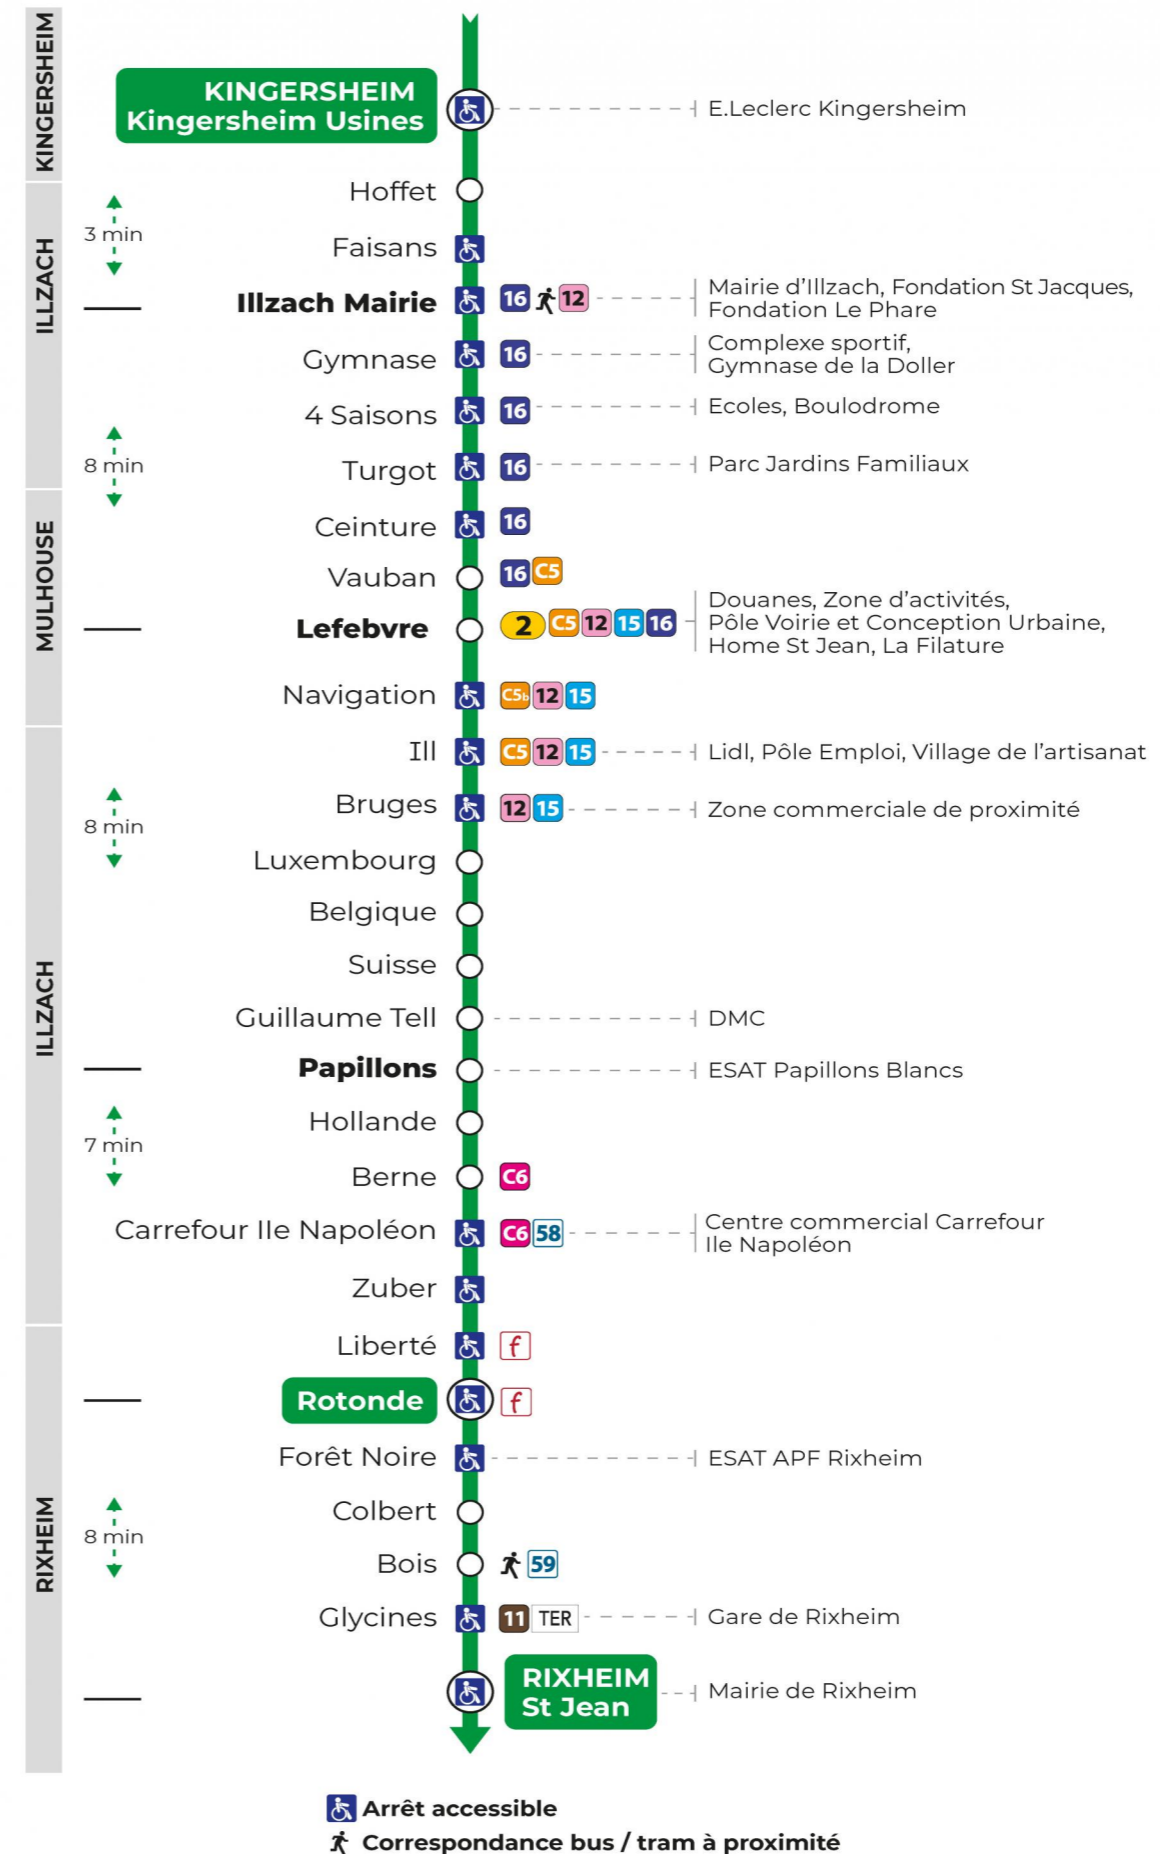 KINGERSHEIM
KINGERSHEIM
Kingersheim Usines
E.Leclerc Kingersheim
ILLZACH
Hoffet
3 min
Faisans
Illzach Mairie 16 12
Mairie d'Illzach, Fondation St Jacques,
Fondation Le Phare
Gymnase 16
Complexe sportif,
Gymnase de la Doller
4 Saisons 16 Ecoles, Boulodrome
8 min
Turgot 16 Parc Jardins Familiaux
MULHOUSE
Ceinture 16
Vauban 16 C5
Lefebvre 2 C5 12 15 16
Douanes, Zone d'activités,
Pôle Voirie et Conception Urbaine,
Home St Jean, La Filature
Navigation C5b 12 15
ILLZACH
Ill C5 12 15 Lidl, Pôle Emploi, Village de l'artisanat
Bruges 12 15 Zone commerciale de proximité
8 min
Luxembourg
Belgique
Suisse
Guillaume Tell DMC
Papillons ESAT Papillons Blancs
Hollande
7 min
Berne C6
Carrefour Ile Napoléon C6 58
Centre commercial Carrefour
Ile Napoléon
Zuber
RIXHEIM
Liberté f
Rotonde f
Forêt Noire ESAT APF Rixheim
Colbert
8 min
Bois 59
Glycines 11 TER Gare de Rixheim
RIXHEIM
St Jean
Mairie de Rixheim
Arrêt accessible
Correspondance bus / tram à proximité